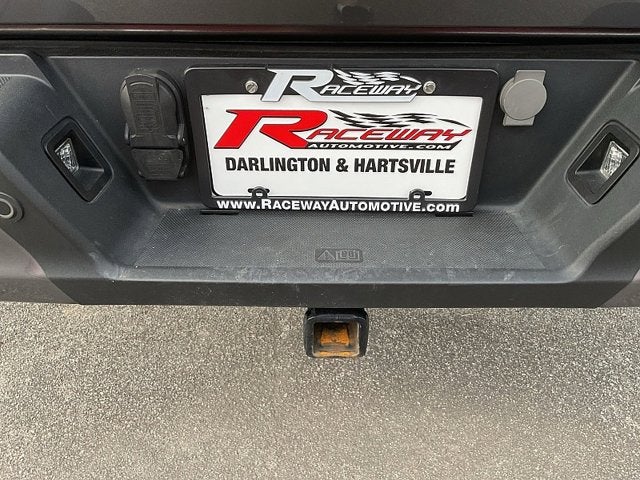 RACEWAY
RACEWAY
AUTOMOTIVE.COM
DARLINGTON & HARTSVILLE
www.RacewayAutomotive.com